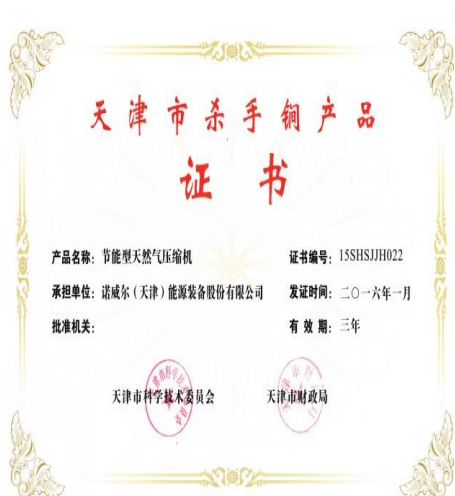 天津市杀手锏产品
证书
产品名称：节能型天然气压缩机
证书编号：15SHSJJH022
承担单位：诺威尔（天津）能源装备股份有限公司
发证时间：二〇一六年一月
批准机关：
有效期：三年
天津市科学技术委员会
天津市财政局